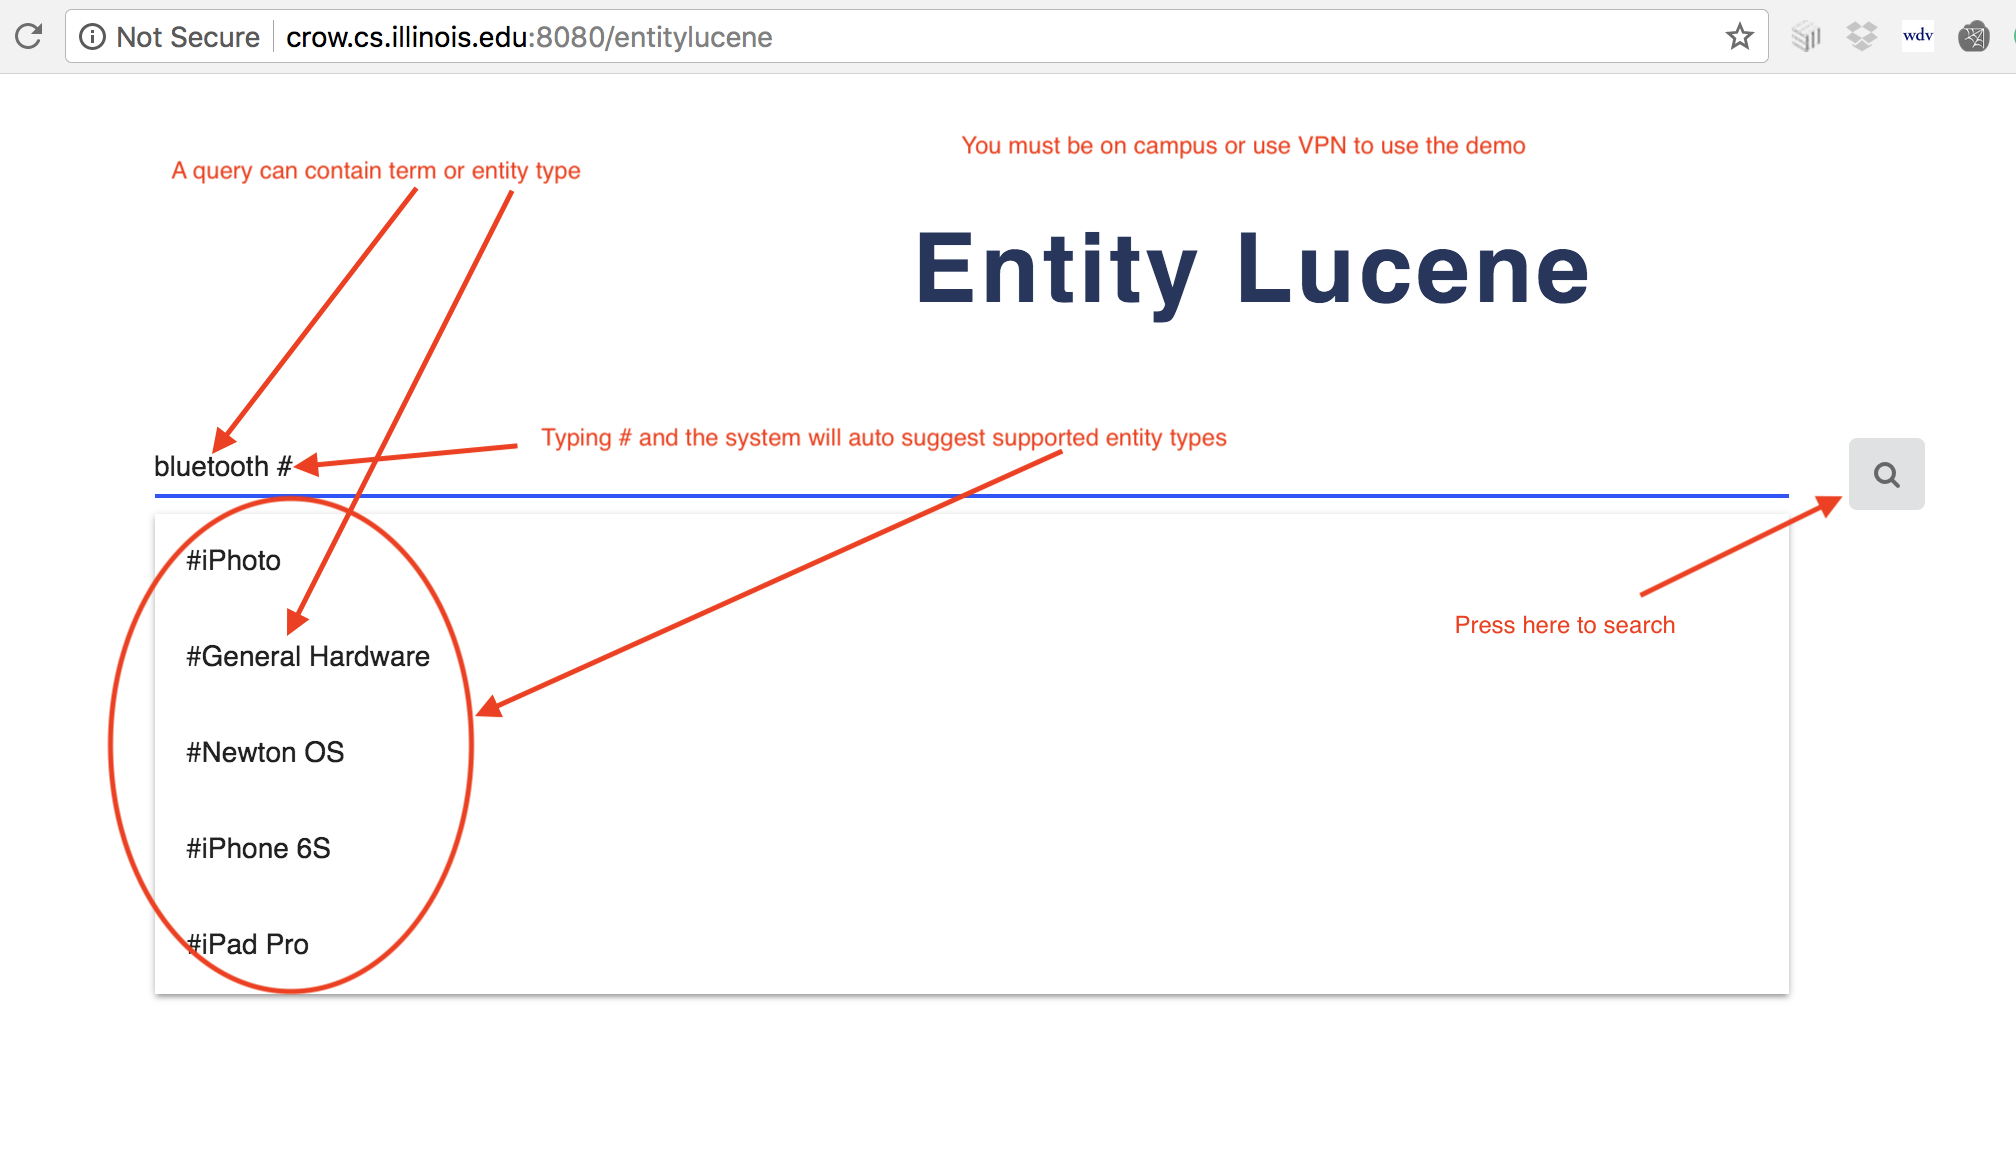 Not Secure crow.cs.illinois.edu:8080/entitylucene wdv
You must be on campus or use VPN to use the demo
A query can contain term or entity type
Entity Lucene
Typing # and the system will auto suggest supported entity types
bluetooth #
#iPhoto
Press here to search
#General Hardware
#Newton OS
#iPhone 6S
#iPad Pro